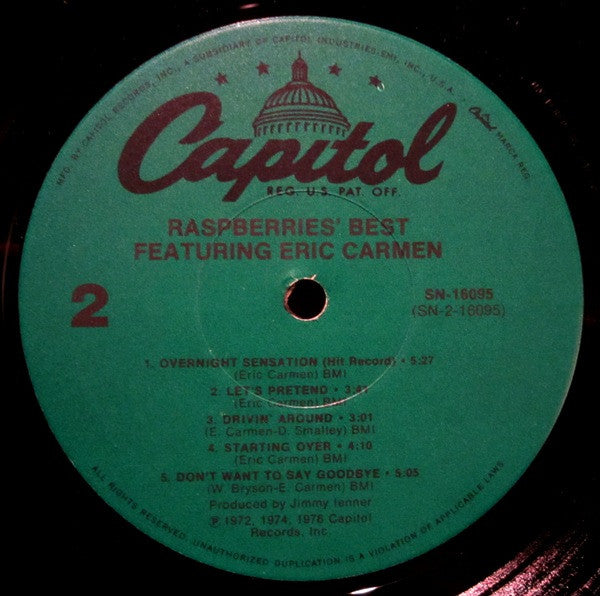 MFD. BY CAPITOL RECORDS, INC., A SUBSIDIARY OF CAPITOL INDUSTRIES-EMI, INC., U.S.A.
Capitol MARCA REG.
Capitol
REG. U.S. PAT. OFF.
RASPBERRIES' BEST
FEATURING ERIC CARMEN
2
SN-16095
(SN-2-16095)
1. OVERNIGHT SENSATION (Hit Record) • 5:27
(Eric Carmen) BMI
2. LET'S PRETEND •
(Eric Carmen) BMI
3. DRIVIN' AROUND • 3:01
(E. Carmen-D. Smalley) BMI
4. STARTING OVER • 4:10
(Eric Carmen) BMI
5. DON'T WANT TO SAY GOODBYE • 5:05
(W. Bryson-E. Carmen) BMI
Produced by Jimmy Ienner
℗ 1972, 1974, 1976 Capitol
Records, Inc.
ALL RIGHTS RESERVED. UNAUTHORIZED DUPLICATION IS A VIOLATION OF APPLICABLE LAWS